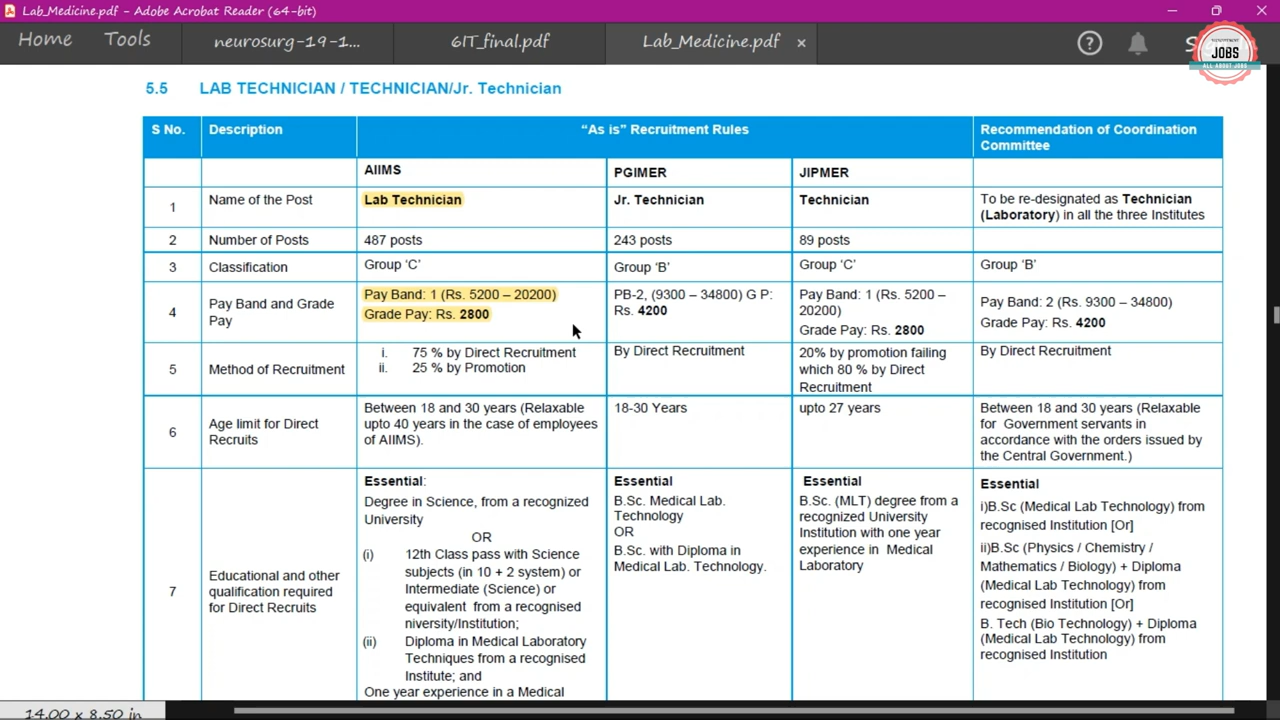 Lab_Medicine.pdf - Adobe Acrobat Reader (64-bit)
Home
Tools
neurosurg-19-1...
6IT_final.pdf
Lab_Medicine.pdf
JOBS
ALL ABOUT JOBS
5.5 LAB TECHNICIAN / TECHNICIAN/Jr. Technician
S No.
Description
“As is” Recruitment Rules
Recommendation of Coordination
Committee
AIIMS
PGIMER
JIPMER
1
Name of the Post
Lab Technician
Jr. Technician
Technician
To be re-designated as Technician
(Laboratory) in all the three Institutes
2
Number of Posts
487 posts
243 posts
89 posts
3
Classification
Group ‘C’
Group ‘B’
Group ‘C’
Group ‘B’
4
Pay Band and Grade
Pay
Pay Band: 1 (Rs. 5200 – 20200)
Grade Pay: Rs. 2800
PB-2, (9300 – 34800) G P:
Rs. 4200
Pay Band: 1 (Rs. 5200 –
20200)
Grade Pay: Rs. 2800
Pay Band: 2 (Rs. 9300 – 34800)
Grade Pay: Rs. 4200
5
Method of Recruitment
i. 75 % by Direct Recruitment
ii. 25 % by Promotion
By Direct Recruitment
20% by promotion failing
which 80 % by Direct
Recruitment
By Direct Recruitment
6
Age limit for Direct
Recruits
Between 18 and 30 years (Relaxable
upto 40 years in the case of employees
of AIIMS).
18-30 Years
upto 27 years
Between 18 and 30 years (Relaxable
for Government servants in
accordance with the orders issued by
the Central Government.)
7
Educational and other
qualification required
for Direct Recruits
Essential:
Degree in Science, from a recognized
University
OR
(i) 12th Class pass with Science
subjects (in 10 + 2 system) or
Intermediate (Science) or
equivalent from a recognised
niversity/Institution;
(ii) Diploma in Medical Laboratory
Techniques from a recognised
Institute; and
One year experience in a Medical
Essential
B.Sc. Medical Lab.
Technology
OR
B.Sc. with Diploma in
Medical Lab. Technology.
Essential
B.Sc. (MLT) degree from a
recognized University
Institution with one year
experience in Medical
Laboratory
Essential
i)B.Sc (Medical Lab Technology) from
recognised Institution [Or]
ii)B.Sc (Physics / Chemistry /
Mathematics / Biology) + Diploma
(Medical Lab Technology) from
recognised Institution [Or]
B. Tech (Bio Technology) + Diploma
(Medical Lab Technology) from
recognised Institution
14.00 x 8.50 in